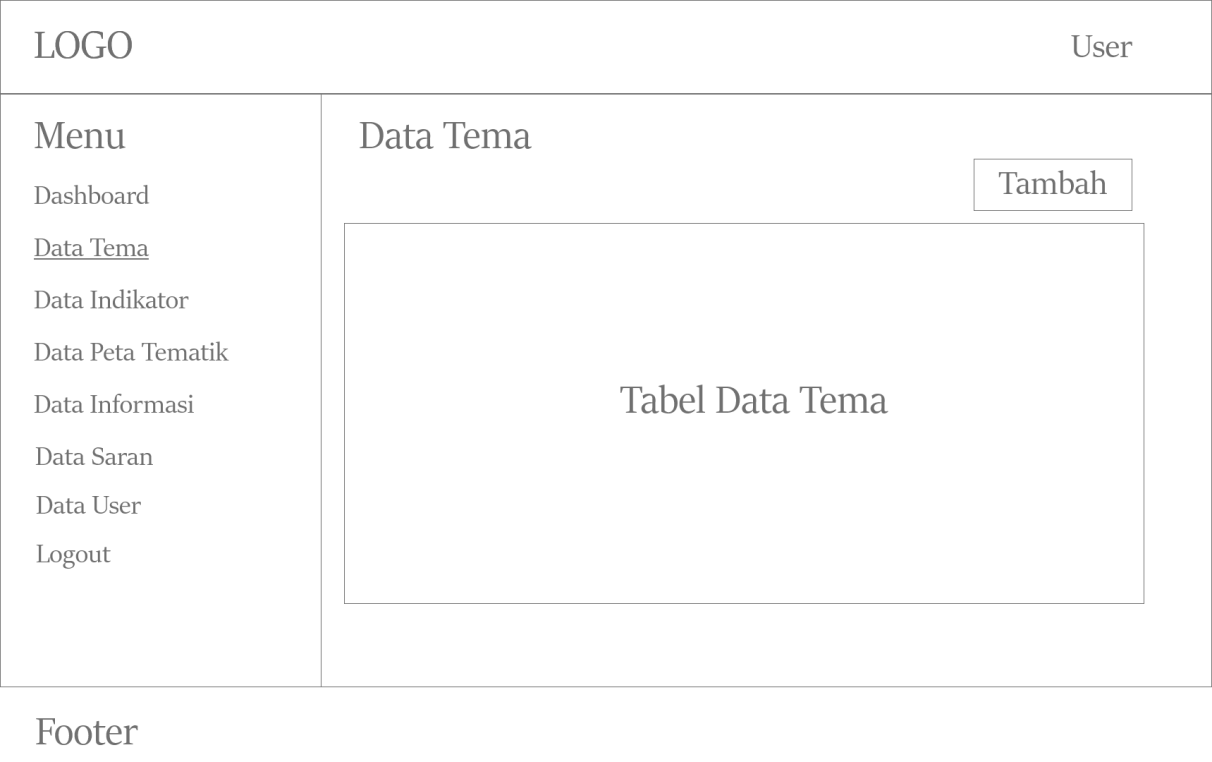 LOGO
User
Menu
Dashboard
Data Tema
Data Indikator
Data Peta Tematik
Data Informasi
Data Saran
Data User
Logout
Data Tema
Tambah
Tabel Data Tema
Footer